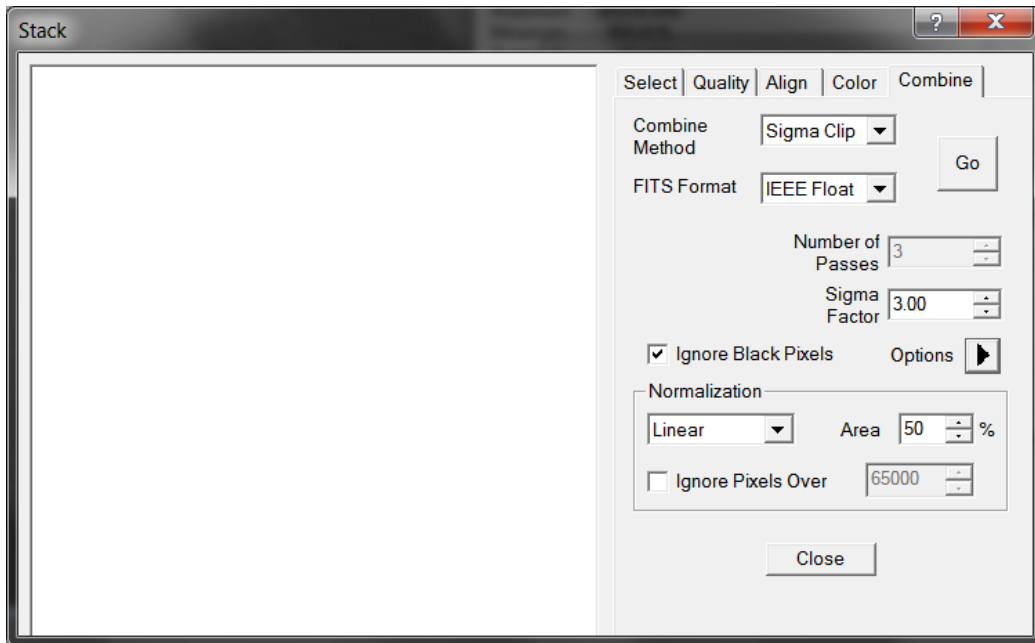 Stack
?
X
Select Quality Align Color Combine
Combine
Method
Sigma Clip
Go
FITS Format
IEEE Float
Number of
Passes
3
Sigma
Factor
3.00
Ignore Black Pixels
Options
Normalization
Linear
Area
50
%
Ignore Pixels Over
65000
Close